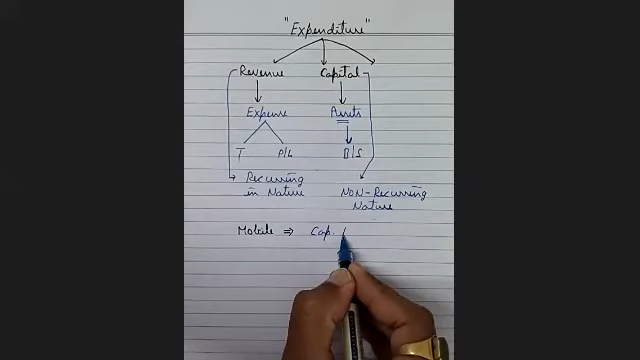 "Expenditure"
Revenue Capital
Expense Assets
T P/L B/S
Recurring in Nature
NON-Recurring Nature
Mobile ⇒ Cap.